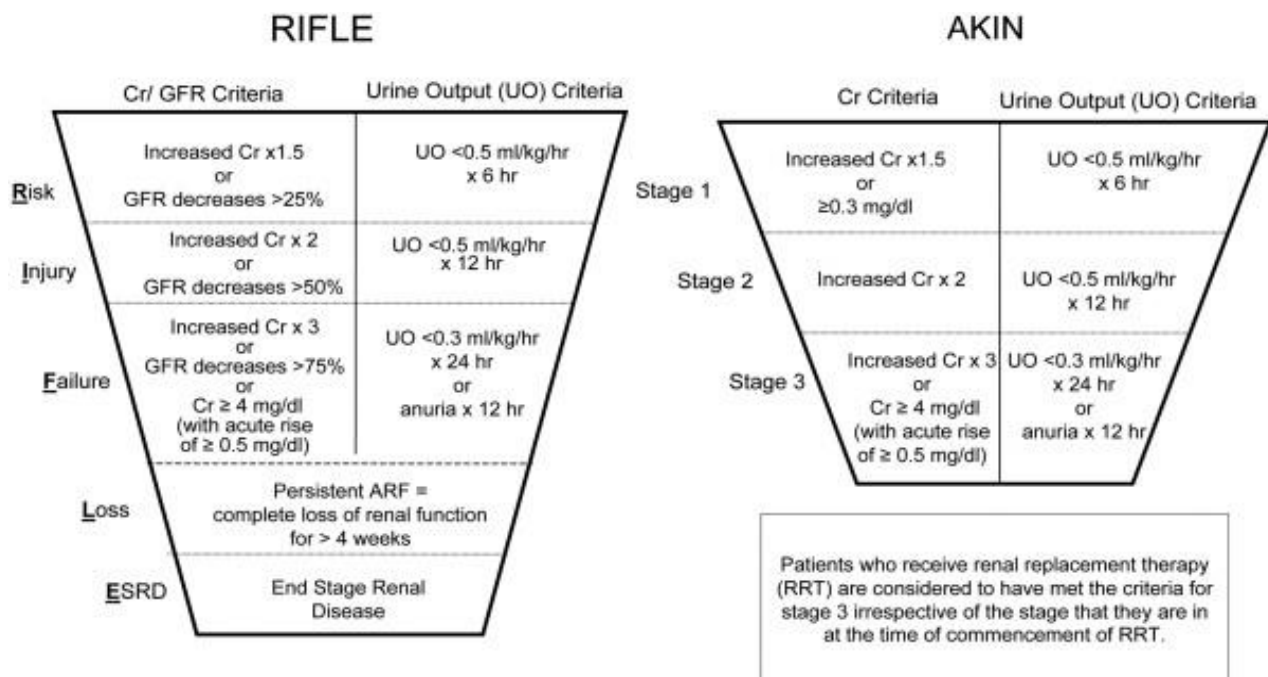 RIFLE
Cr/ GFR Criteria
Urine Output (UO) Criteria
Risk
Increased Cr x1.5
or
GFR decreases >25%
UO <0.5 ml/kg/hr
x 6 hr
Injury
Increased Cr x 2
or
GFR decreases >50%
UO <0.5 ml/kg/hr
x 12 hr
Failure
Increased Cr x 3
or
GFR decreases >75%
or
Cr ≥ 4 mg/dl
(with acute rise
of ≥ 0.5 mg/dl)
UO <0.3 ml/kg/hr
x 24 hr
or
anuria x 12 hr
Loss
Persistent ARF =
complete loss of renal function
for > 4 weeks
ESRD
End Stage Renal
Disease
AKIN
Cr Criteria
Urine Output (UO) Criteria
Stage 1
Increased Cr x1.5
or
≥0.3 mg/dl
UO <0.5 ml/kg/hr
x 6 hr
Stage 2
Increased Cr x 2
UO <0.5 ml/kg/hr
x 12 hr
Stage 3
Increased Cr x 3
or
Cr ≥ 4 mg/dl
(with acute rise
of ≥ 0.5 mg/dl)
UO <0.3 ml/kg/hr
x 24 hr
or
anuria x 12 hr
Patients who receive renal replacement therapy
(RRT) are considered to have met the criteria for
stage 3 irrespective of the stage that they are in
at the time of commencement of RRT.